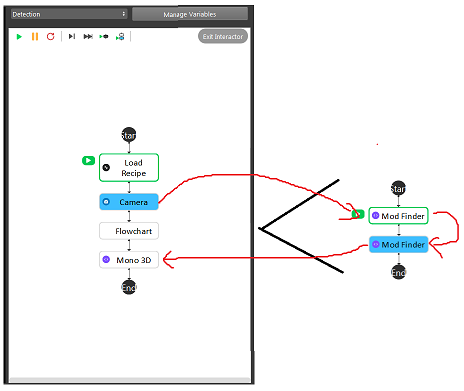 Detection
Manage Variables
Exit Interactor
Start
Load
Recipe
Camera
Flowchart
Mono 3D
End
Start
Mod Finder
Mod Finder
End